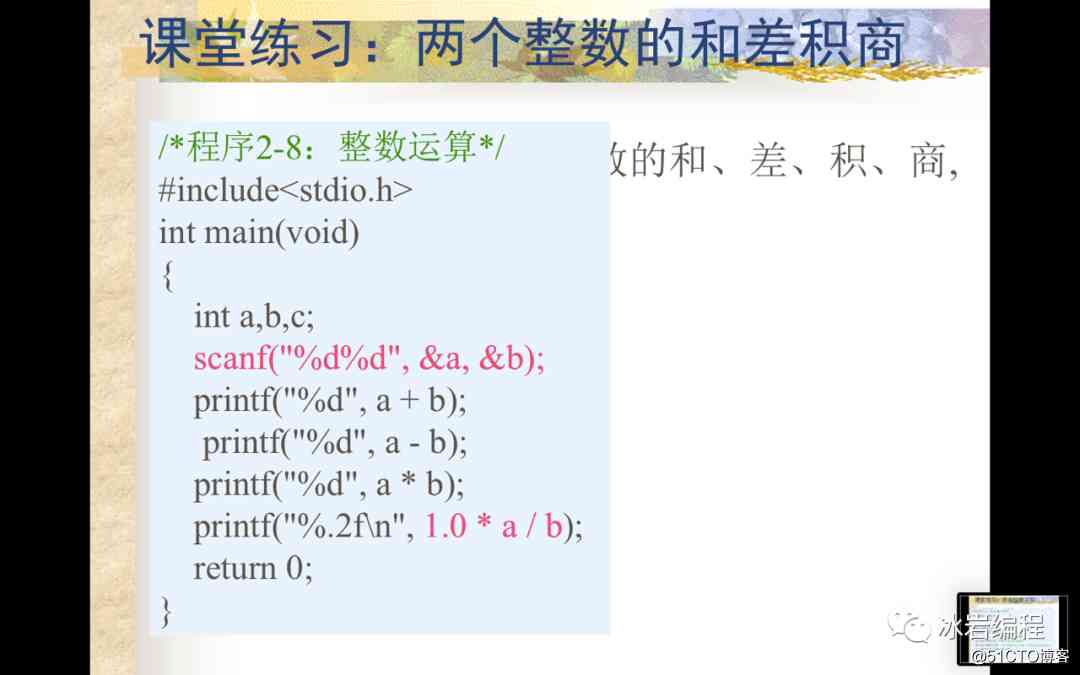 课堂练习：两个整数的和差积商
/*程序2-8：整数运算*/
数的和、差、积、商,
#include<stdio.h>
int main(void)
{
int a,b,c;
scanf("%d%d", &a, &b);
printf("%d", a + b);
printf("%d", a - b);
printf("%d", a * b);
printf("%.2f\n", 1.0 * a / b);
return 0;
}
冰岩编程
@51CTO博客